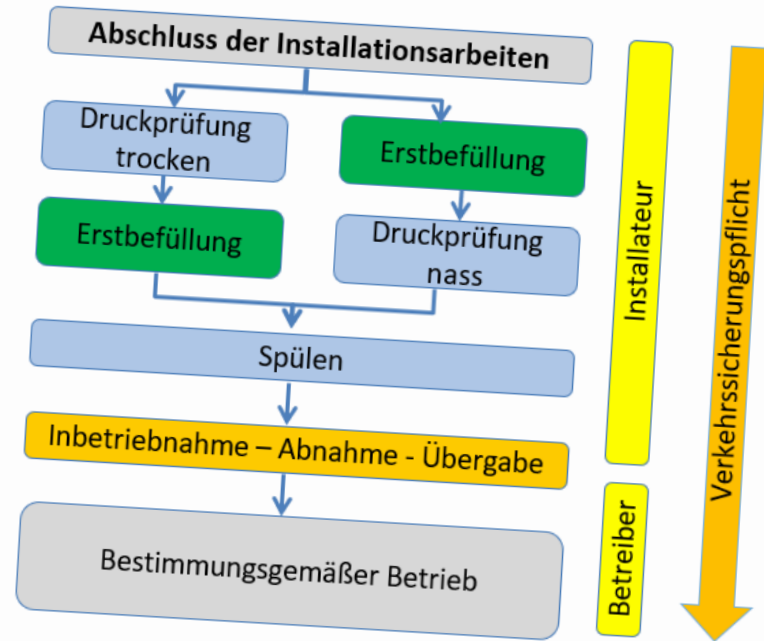 Abschluss der Installationsarbeiten
Druckprüfung
trocken
Erstbefüllung
Erstbefüllung
Druckprüfung
nass
Spülen
Inbetriebnahme – Abnahme - Übergabe
Bestimmungsgemäßer Betrieb
Installateur
Betreiber
Verkehrssicherungspflicht